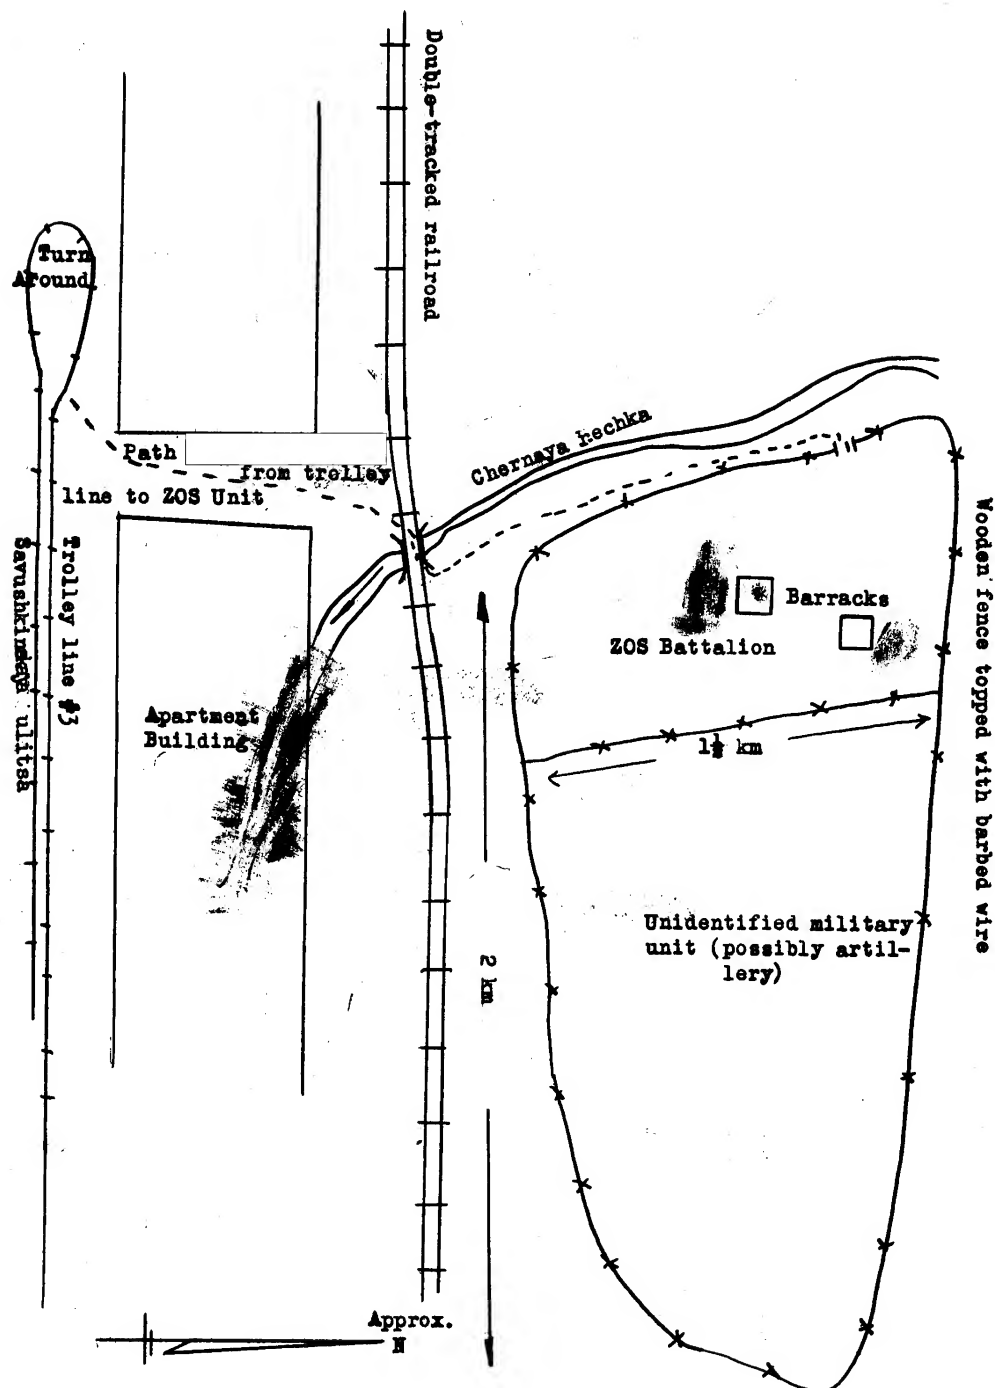 Double-tracked railroad
Turn
Around
Chernaya Rechka
Path
from trolley
line to ZOS Unit
Wooden fence topped with barbed wire
Trolley line #3
Savushkinskaya ulitsa
Barracks
ZOS Battalion
Apartment
Building
1½ km
Unidentified military
unit (possibly artil-
lery)
2 km
Approx.
N